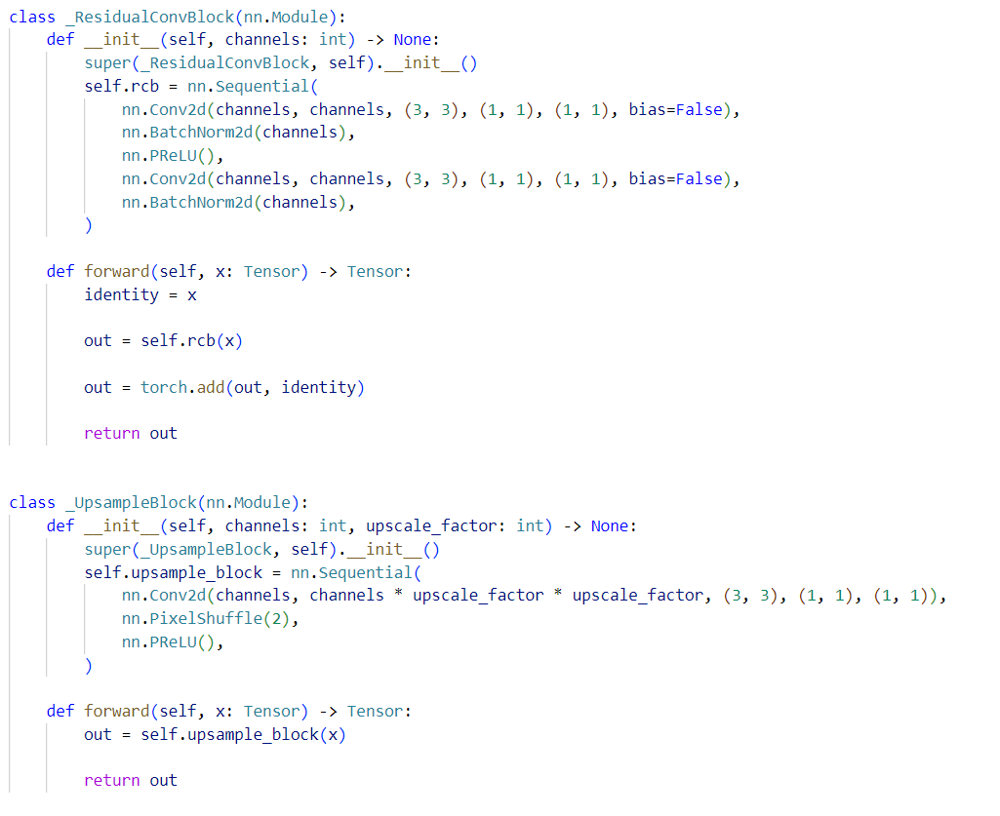 class _ResidualConvBlock(nn.Module):
    def __init__(self, channels: int) -> None:
        super(_ResidualConvBlock, self).__init__()
        self.rcb = nn.Sequential(
            nn.Conv2d(channels, channels, (3, 3), (1, 1), (1, 1), bias=False),
            nn.BatchNorm2d(channels),
            nn.PReLU(),
            nn.Conv2d(channels, channels, (3, 3), (1, 1), (1, 1), bias=False),
            nn.BatchNorm2d(channels),
        )

    def forward(self, x: Tensor) -> Tensor:
        identity = x

        out = self.rcb(x)

        out = torch.add(out, identity)

        return out


class _UpsampleBlock(nn.Module):
    def __init__(self, channels: int, upscale_factor: int) -> None:
        super(_UpsampleBlock, self).__init__()
        self.upsample_block = nn.Sequential(
            nn.Conv2d(channels, channels * upscale_factor * upscale_factor, (3, 3), (1, 1), (1, 1)),
            nn.PixelShuffle(2),
            nn.PReLU(),
        )

    def forward(self, x: Tensor) -> Tensor:
        out = self.upsample_block(x)

        return out